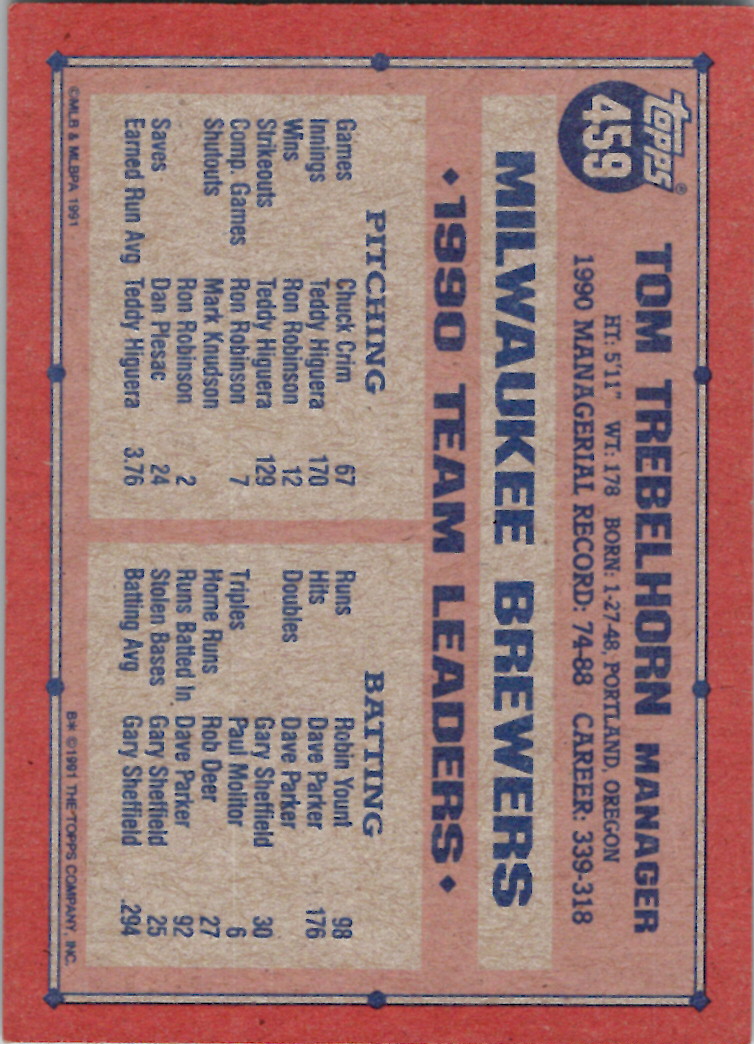 Topps®
459
TOM TREBELHORN MANAGER
HT: 5'11" WT: 178 BORN: 1-27-48, PORTLAND, OREGON
1990 MANAGERIAL RECORD: 74-88 CAREER: 339-318
MILWAUKEE BREWERS
♦1990 TEAM LEADERS♦
PITCHING
Games Chuck Crim 67
Innings Teddy Higuera 170
Wins Ron Robinson 12
Strikeouts Teddy Higuera 129
Comp. Games Ron Robinson 7
Shutouts Mark Knudson
Ron Robinson 2
Saves Dan Plesac 24
Earned Run Avg Teddy Higuera 3.76
BATTING
Runs Robin Yount 98
Hits Dave Parker 176
Doubles Dave Parker
Gary Sheffield 30
Triples Paul Molitor 6
Home Runs Rob Deer 27
Runs Batted In Dave Parker 92
Stolen Bases Gary Sheffield 25
Batting Avg Gary Sheffield .294
©MLB & MLBPA 1991
B* ©1991 THE TOPPS COMPANY, INC.